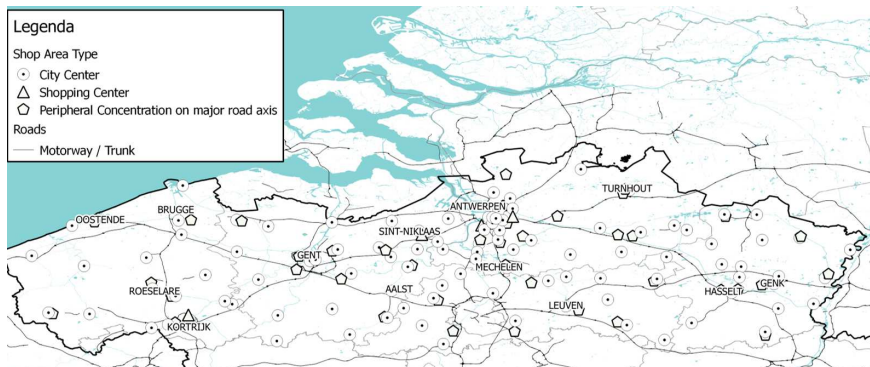 Legenda
Shop Area Type
City Center
Shopping Center
Peripheral Concentration on major road axis
Roads
Motorway / Trunk
TURNHOUT
ANTWERPEN
BRUGGE
OOSTENDE
SINT-NIKLAAS
GENT
MECHELEN
ROESELARE
AALST
HASSELT
GENK
LEUVEN
KORTRIJK